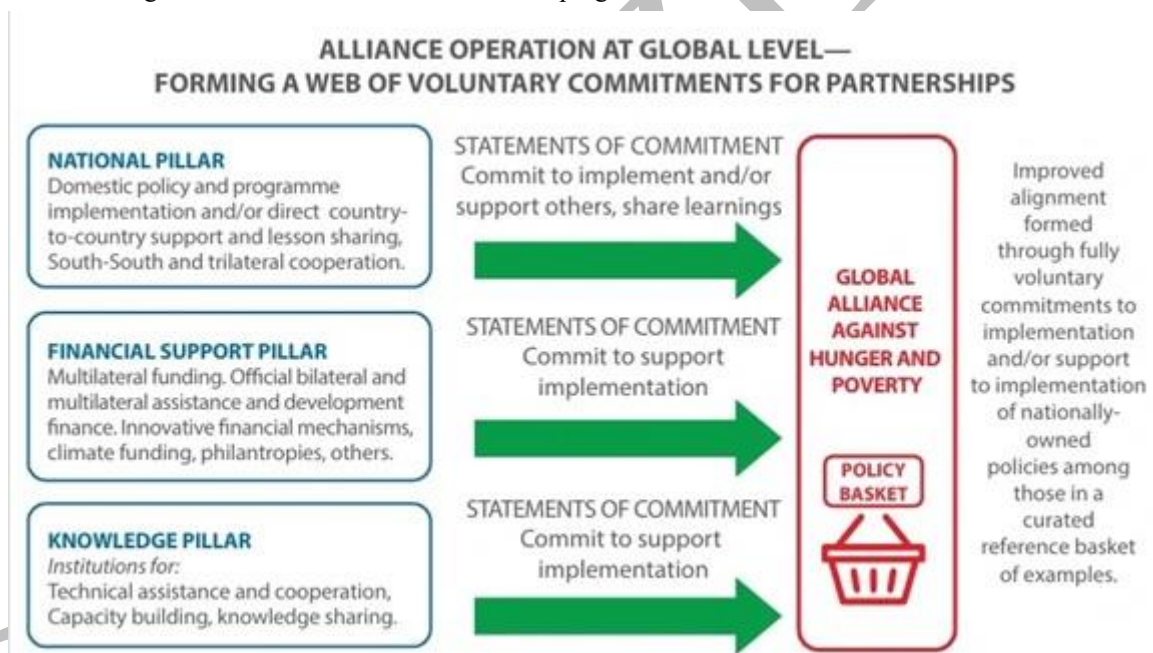 ALLIANCE OPERATION AT GLOBAL LEVEL—
FORMING A WEB OF VOLUNTARY COMMITMENTS FOR PARTNERSHIPS
NATIONAL PILLAR
Domestic policy and programme
implementation and/or direct country-
to-country support and lesson sharing,
South-South and trilateral cooperation.
STATEMENTS OF COMMITMENT
Commit to implement and/or
support others, share learnings
FINANCIAL SUPPORT PILLAR
Multilateral funding. Official bilateral and
multilateral assistance and development
finance. Innovative financial mechanisms,
climate funding, philantropies, others.
STATEMENTS OF COMMITMENT
Commit to support
implementation
KNOWLEDGE PILLAR
Institutions for:
Technical assistance and cooperation,
Capacity building, knowledge sharing.
STATEMENTS OF COMMITMENT
Commit to support
implementation
GLOBAL
ALLIANCE
AGAINST
HUNGER AND
POVERTY
POLICY
BASKET
Improved
alignment
formed
through fully
voluntary
commitments to
implementation
and/or support
to implementation
of nationally-
owned
policies among
those in a
curated
reference basket
of examples.